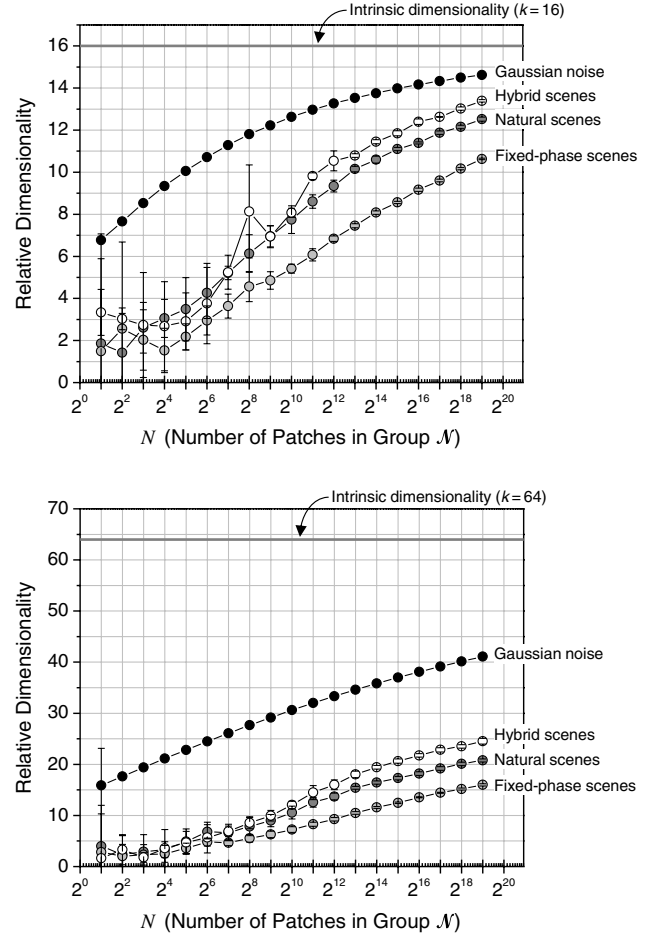 Intrinsic dimensionality (k = 16)
16
14
12
10
8
6
4
2
0
Relative Dimensionality
Gaussian noise
Hybrid scenes
Natural scenes
Fixed-phase scenes
2^0 2^2 2^4 2^6 2^8 2^10 2^12 2^14 2^16 2^18 2^20
N (Number of Patches in Group 𝒩)
Intrinsic dimensionality (k = 64)
70
60
50
40
30
20
10
0
Relative Dimensionality
Gaussian noise
Hybrid scenes
Natural scenes
Fixed-phase scenes
2^0 2^2 2^4 2^6 2^8 2^10 2^12 2^14 2^16 2^18 2^20
N (Number of Patches in Group 𝒩)